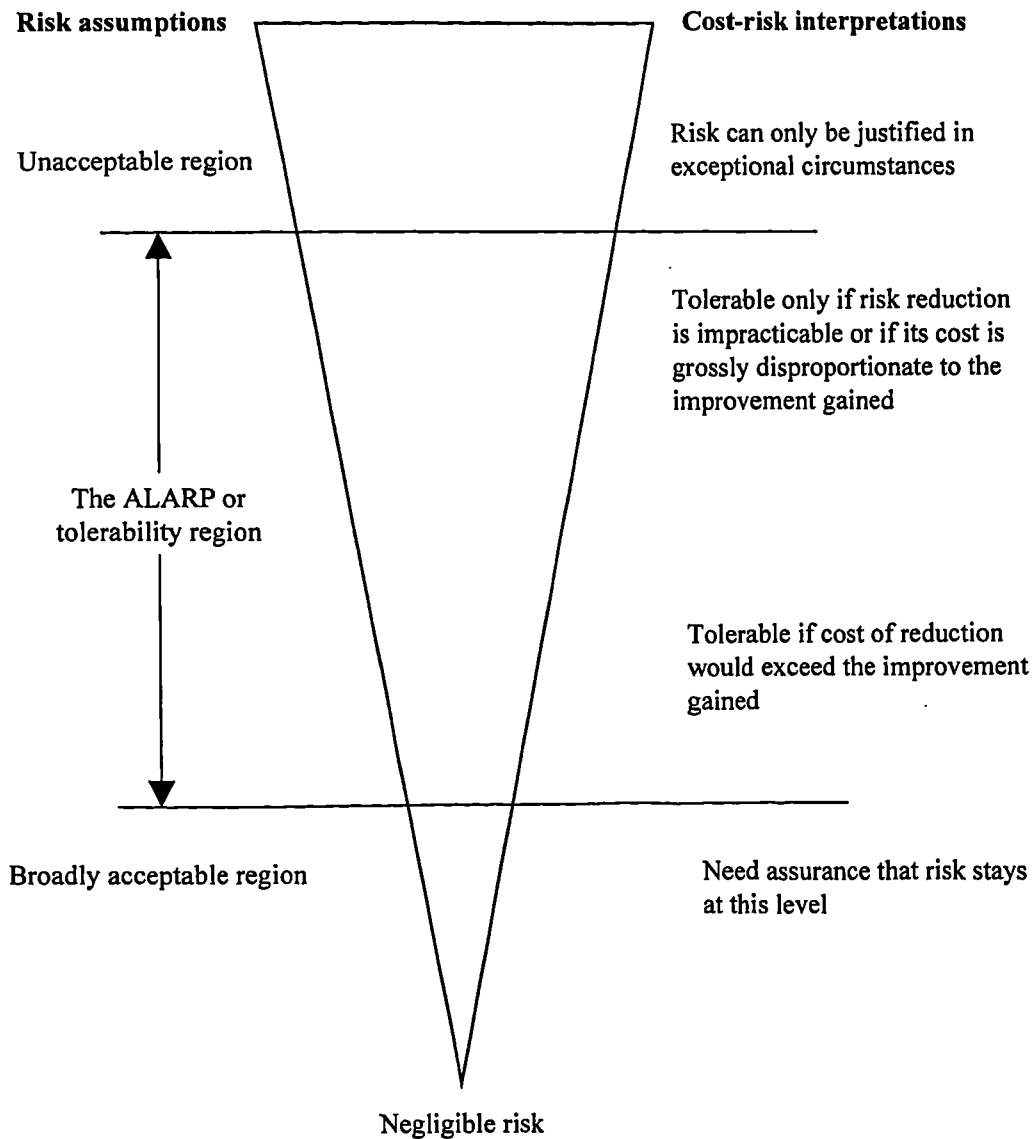 Risk assumptions
Cost-risk interpretations
Unacceptable region
Risk can only be justified in
exceptional circumstances
Tolerable only if risk reduction
is impracticable or if its cost is
grossly disproportionate to the
improvement gained
The ALARP or
tolerability region
Tolerable if cost of reduction
would exceed the improvement
gained
Broadly acceptable region
Need assurance that risk stays
at this level
Negligible risk